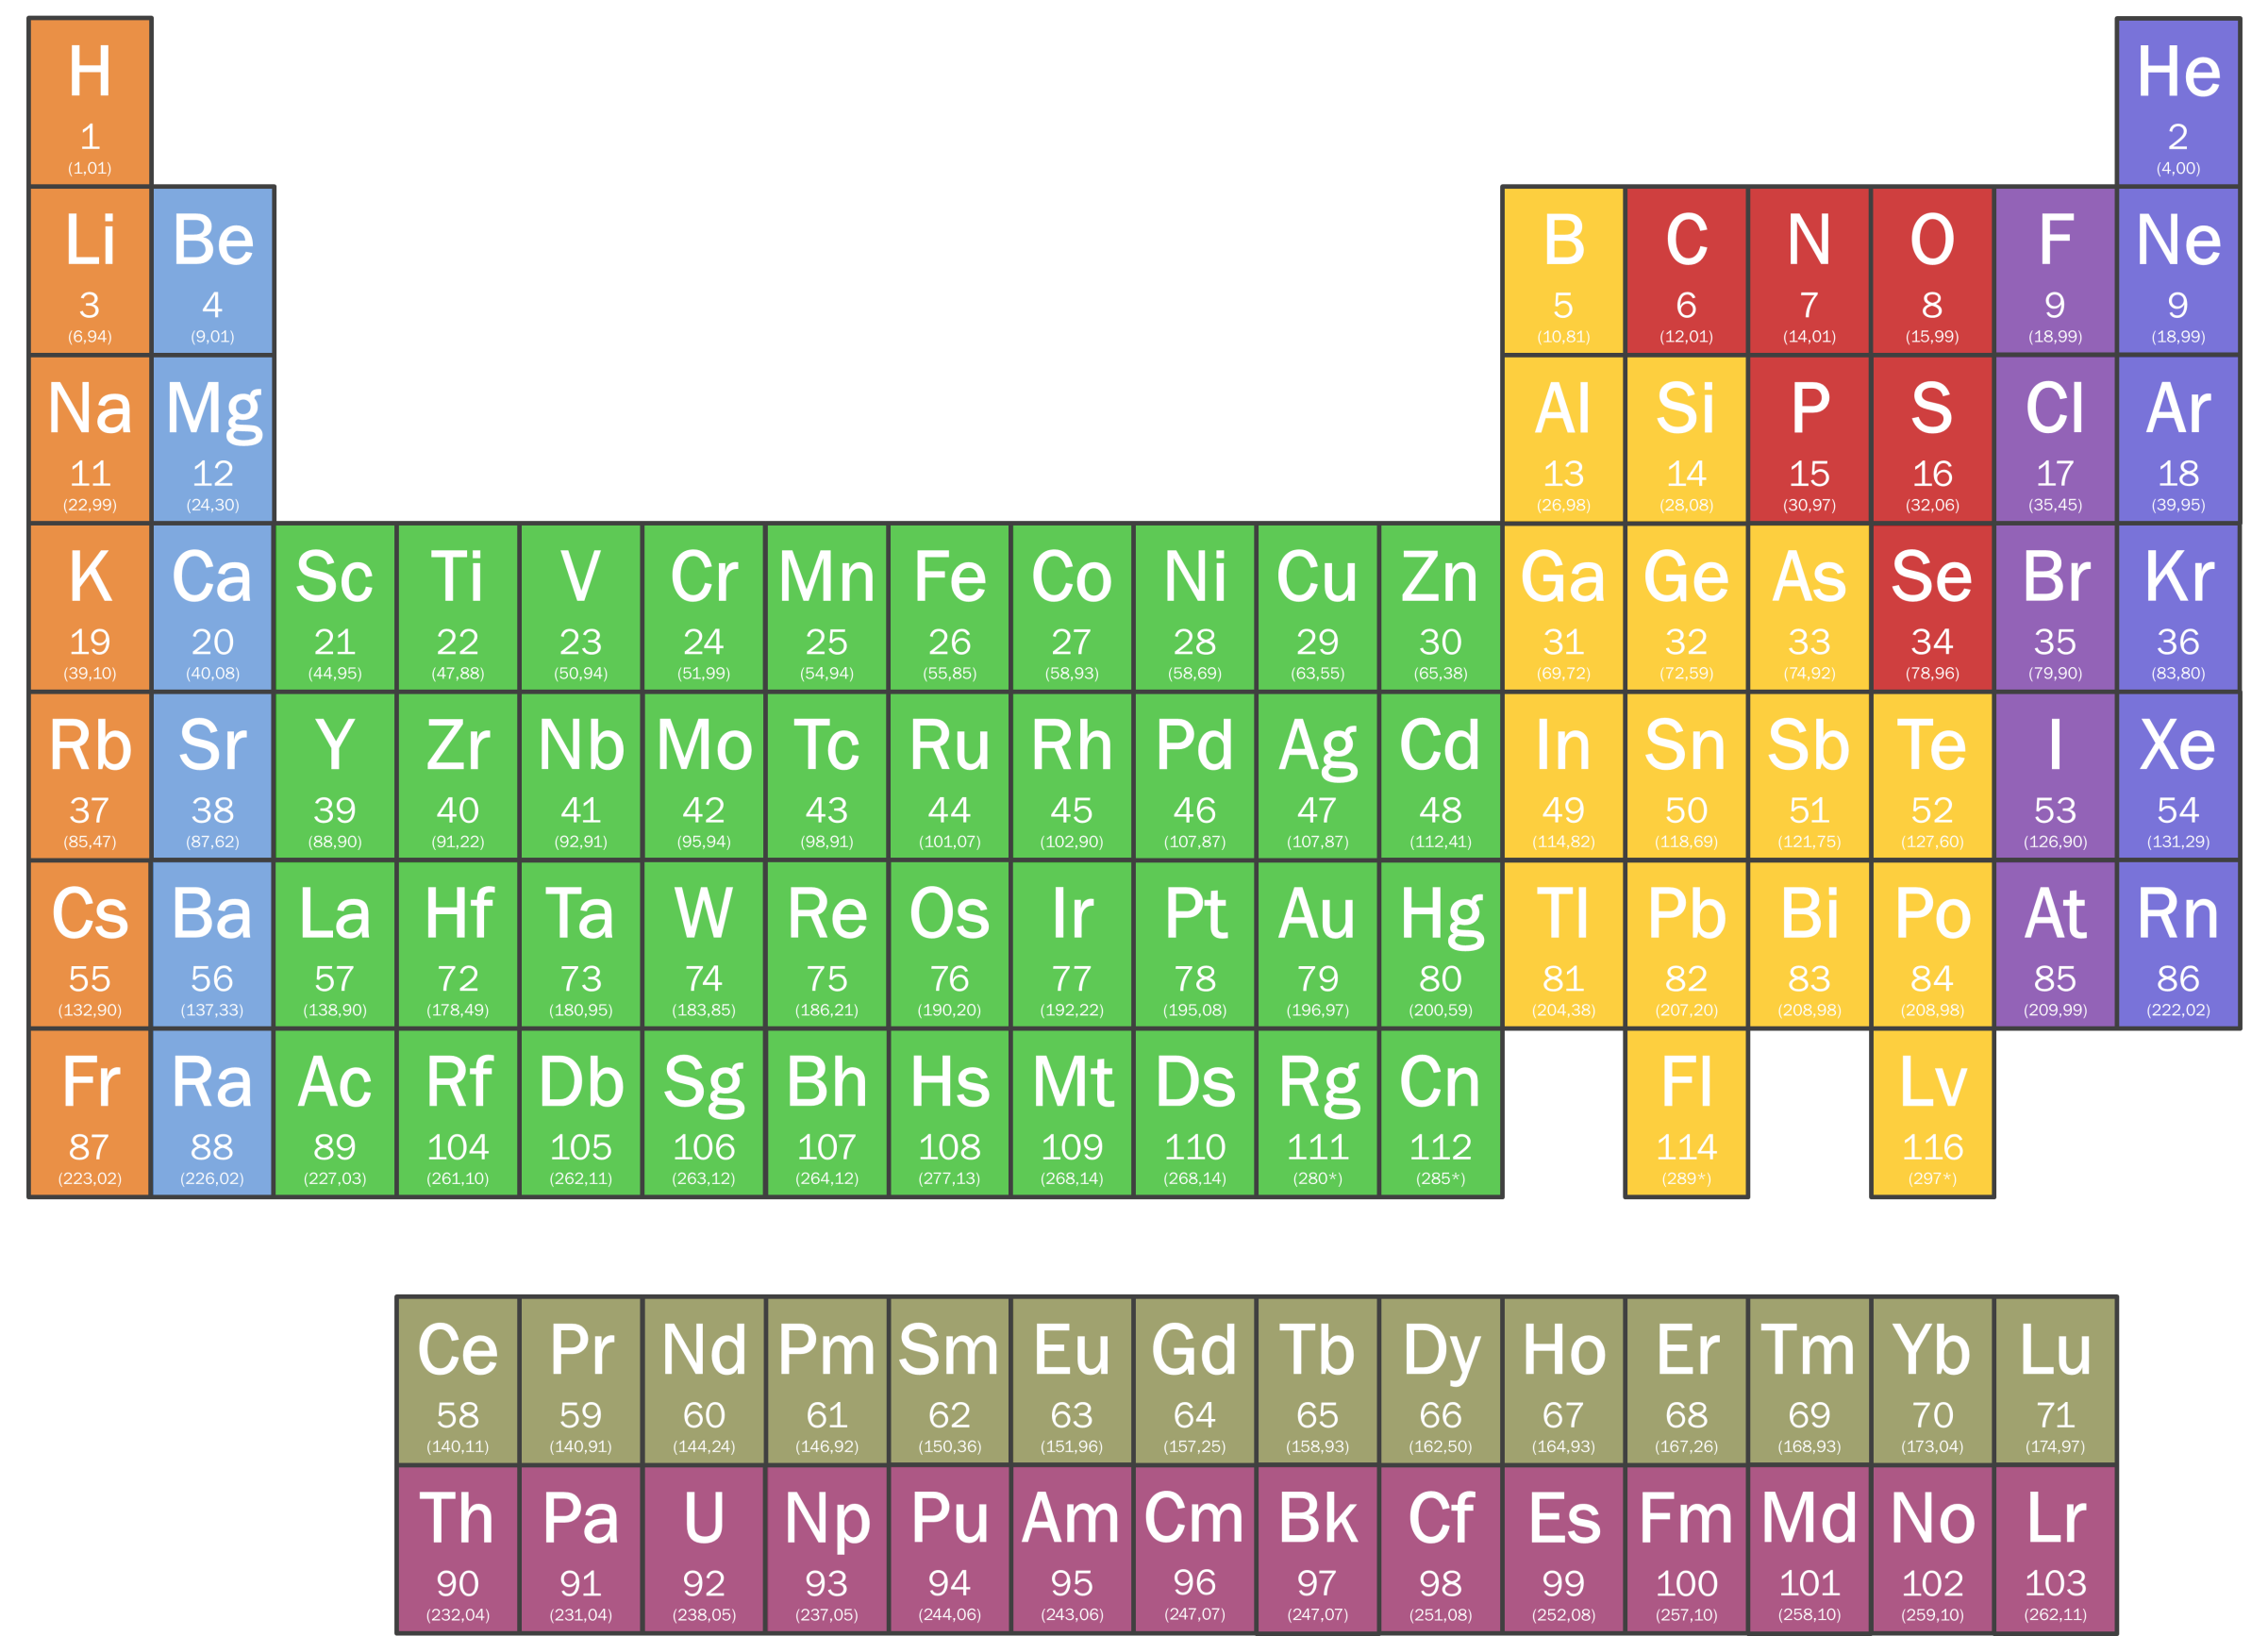 H He
1 2
(1,01) (4,00)
Li Be B C N O F Ne
3 4 5 6 7 8 9 9
(6,94) (9,01) (10,81) (12,01) (14,01) (15,99) (18,99) (18,99)
Na Mg Al Si P S Cl Ar
11 12 13 14 15 16 17 18
(22,99) (24,30) (26,98) (28,08) (30,97) (32,06) (35,45) (39,95)
K Ca Sc Ti V Cr Mn Fe Co Ni Cu Zn Ga Ge As Se Br Kr
19 20 21 22 23 24 25 26 27 28 29 30 31 32 33 34 35 36
(39,10) (40,08) (44,95) (47,88) (50,94) (51,99) (54,94) (55,85) (58,93) (58,69) (63,55) (65,38) (69,72) (72,59) (74,92) (78,96) (79,90) (83,80)
Rb Sr Y Zr Nb Mo Tc Ru Rh Pd Ag Cd In Sn Sb Te I Xe
37 38 39 40 41 42 43 44 45 46 47 48 49 50 51 52 53 54
(85,47) (87,62) (88,90) (91,22) (92,91) (95,94) (98,91) (101,07) (102,90) (107,87) (107,87) (112,41) (114,82) (118,69) (121,75) (127,60) (126,90) (131,29)
Cs Ba La Hf Ta W Re Os Ir Pt Au Hg Tl Pb Bi Po At Rn
55 56 57 72 73 74 75 76 77 78 79 80 81 82 83 84 85 86
(132,90) (137,33) (138,90) (178,49) (180,95) (183,85) (186,21) (190,20) (192,22) (195,08) (196,97) (200,59) (204,38) (207,20) (208,98) (208,98) (209,99) (222,02)
Fr Ra Ac Rf Db Sg Bh Hs Mt Ds Rg Cn Fl Lv
87 88 89 104 105 106 107 108 109 110 111 112 114 116
(223,02) (226,02) (227,03) (261,10) (262,11) (263,12) (264,12) (277,13) (268,14) (268,14) (280*) (285*) (289*) (297*)
Ce Pr Nd Pm Sm Eu Gd Tb Dy Ho Er Tm Yb Lu
58 59 60 61 62 63 64 65 66 67 68 69 70 71
(140,11) (140,91) (144,24) (146,92) (150,36) (151,96) (157,25) (158,93) (162,50) (164,93) (167,26) (168,93) (173,04) (174,97)
Th Pa U Np Pu Am Cm Bk Cf Es Fm Md No Lr
90 91 92 93 94 95 96 97 98 99 100 101 102 103
(232,04) (231,04) (238,05) (237,05) (244,06) (243,06) (247,07) (247,07) (251,08) (252,08) (257,10) (258,10) (259,10) (262,11)